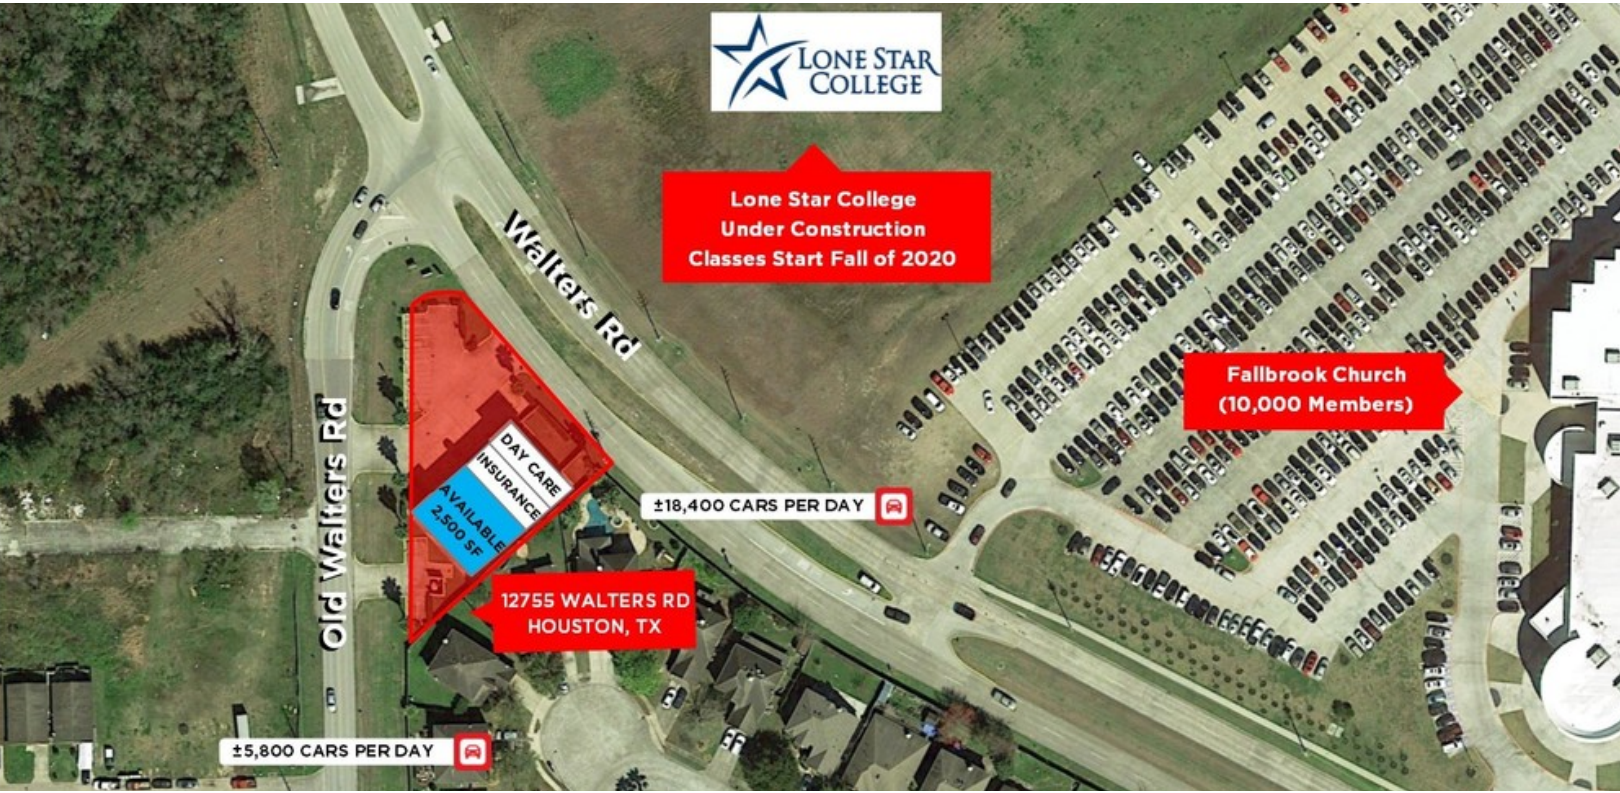 LONE STAR
COLLEGE
Lone Star College
Under Construction
Classes Start Fall of 2020
Walters Rd
Fallbrook Church
(10,000 Members)
Old Walters Rd
DAY CARE
INSURANCE
AVAILABLE
2,500 SF
±18,400 CARS PER DAY
12755 WALTERS RD
HOUSTON, TX
±5,800 CARS PER DAY